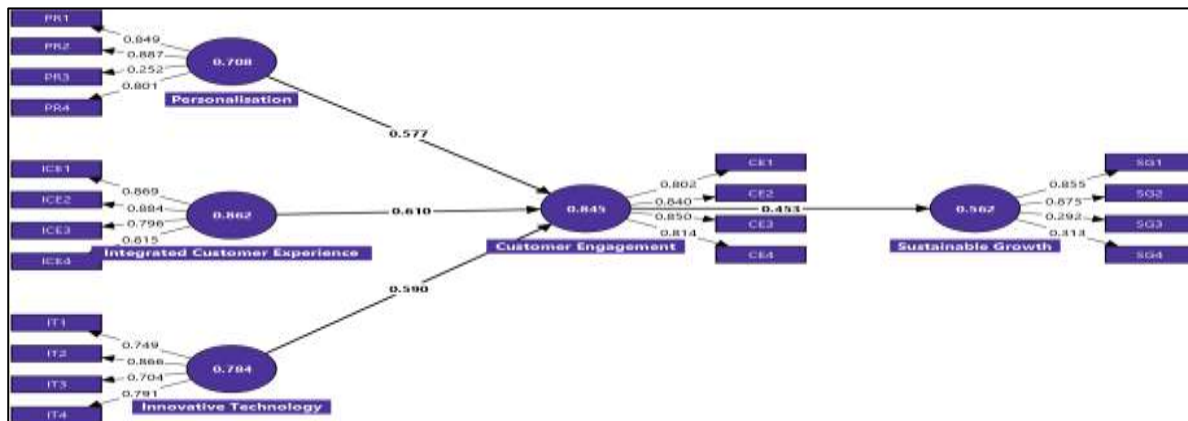 PR1
PR2
PR3
PR4
0.849
0.887
0.252
0.801
0.708
Personalisation
0.577
ICE1
ICE2
ICE3
ICE4
0.869
0.884
0.796
0.815
0.862
Integrated Customer Experience
0.610
IT1
IT2
IT3
IT4
0.749
0.866
0.704
0.791
0.784
Innovative Technology
0.590
0.845
Customer Engagement
0.802
0.840
0.850
0.814
CE1
CE2
CE3
CE4
0.453
0.562
Sustainable Growth
0.855
0.875
0.292
0.313
SG1
SG2
SG3
SG4